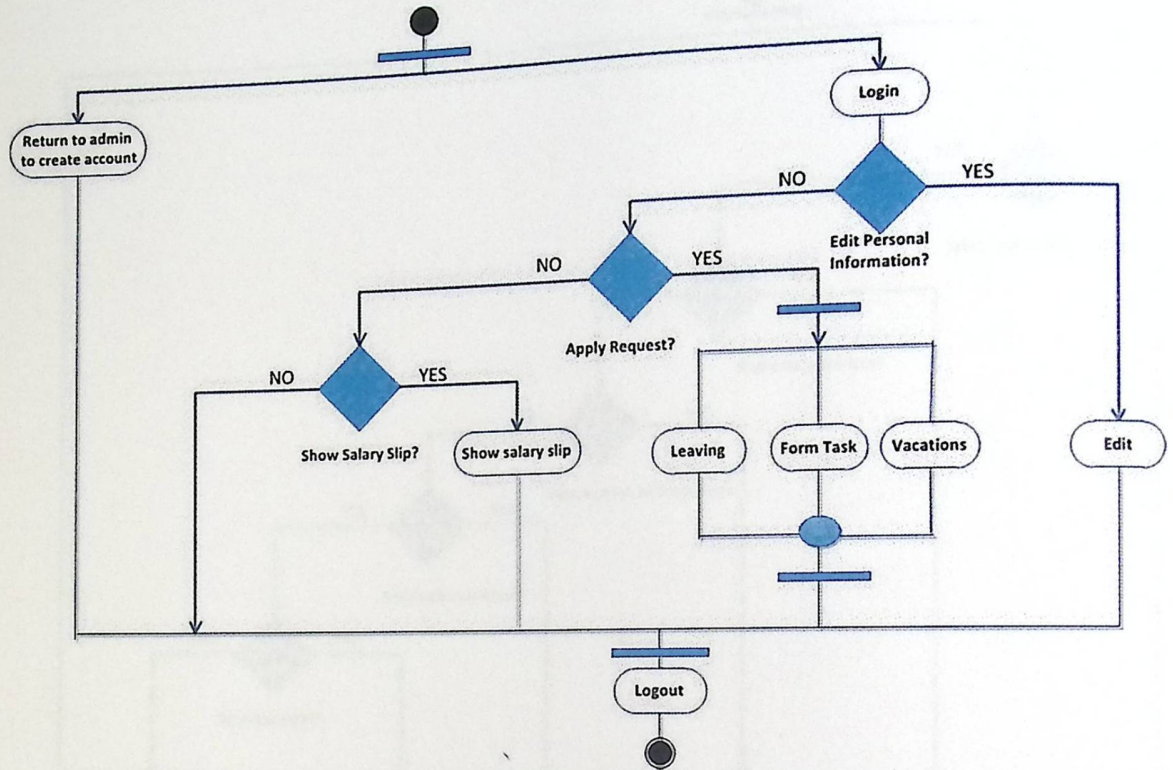 Login
Return to admin
to create account
NO
YES
Edit Personal
Information?
NO
YES
Apply Request?
NO
YES
Show Salary Slip?
Show salary slip
Leaving
Form Task
Vacations
Edit
Logout